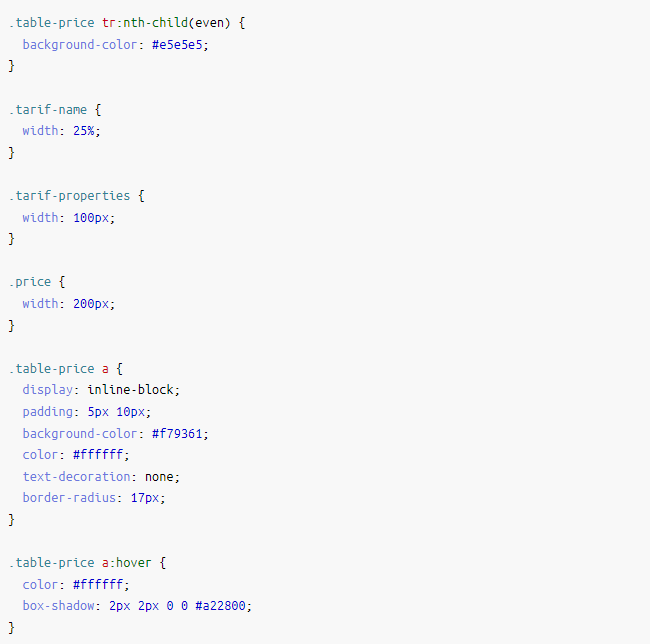 .table-price tr:nth-child(even) {
  background-color: #e5e5e5;
}

.tarif-name {
  width: 25%;
}

.tarif-properties {
  width: 100px;
}

.price {
  width: 200px;
}

.table-price a {
  display: inline-block;
  padding: 5px 10px;
  background-color: #f79361;
  color: #ffffff;
  text-decoration: none;
  border-radius: 17px;
}

.table-price a:hover {
  color: #ffffff;
  box-shadow: 2px 2px 0 0 #a22800;
}